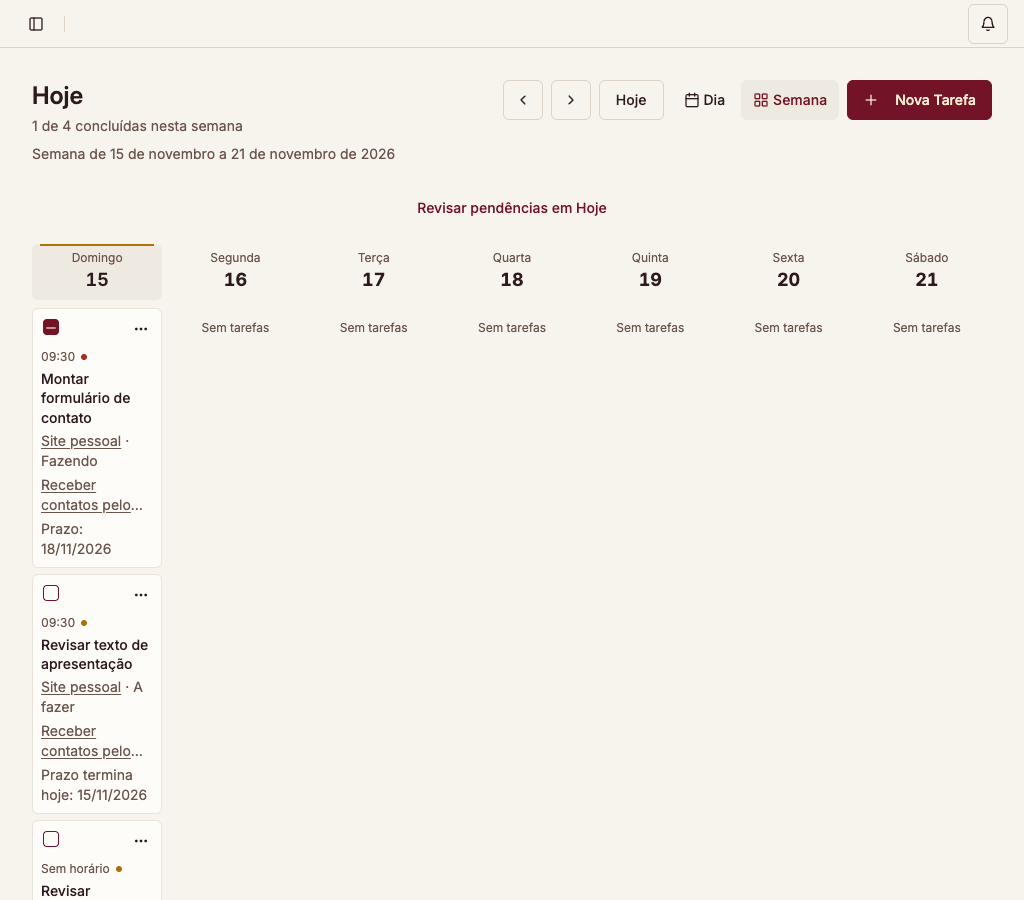 Hoje
1 de 4 concluídas nesta semana
Semana de 15 de novembro a 21 de novembro de 2026
Hoje
Dia
Semana
Nova Tarefa
Revisar pendências em Hoje
Domingo
15
Segunda
16
Terça
17
Quarta
18
Quinta
19
Sexta
20
Sábado
21
09:30
Montar
formulário de
contato
Site pessoal ·
Fazendo
Receber
contatos pelo...
Prazo:
18/11/2026
Sem tarefas
Sem tarefas
Sem tarefas
Sem tarefas
Sem tarefas
Sem tarefas
09:30
Revisar texto de
apresentação
Site pessoal · A
fazer
Receber
contatos pelo...
Prazo termina
hoje: 15/11/2026
Sem horário
Revisar